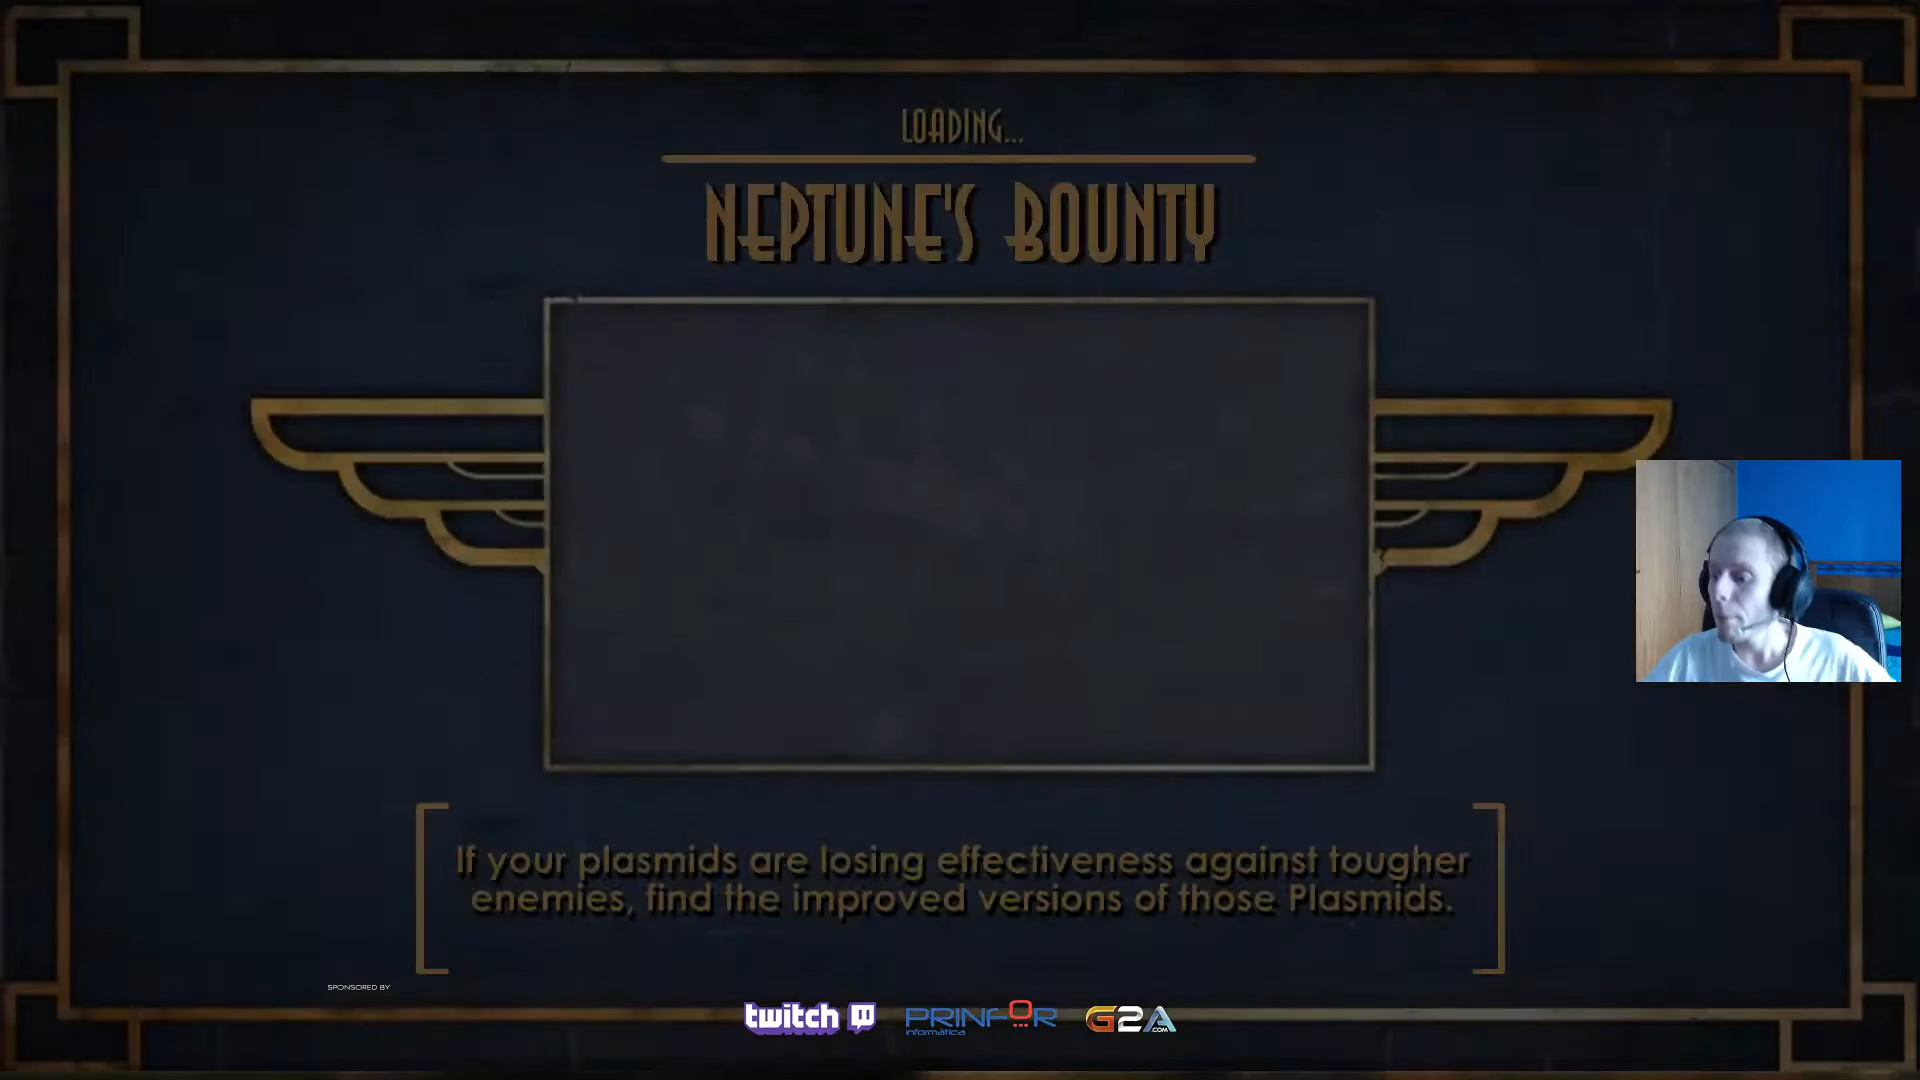 LOADING...
NEPTUNE'S BOUNTY
If your plasmids are losing effectiveness against tougher
enemies, find the improved versions of those Plasmids.
SPONSORED BY
twitch
PRINFOR
informática
G2A
.COM